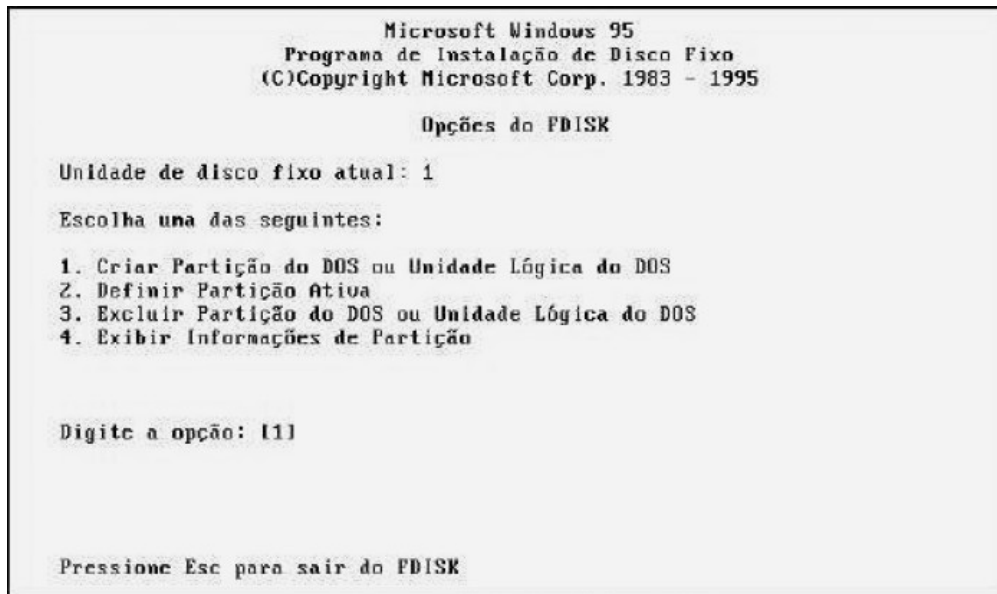 Microsoft Windows 95
Programa de Instalação de Disco Fixo
(C)Copyright Microsoft Corp. 1983 - 1995
Opções do FDISK
Unidade de disco fixo atual: 1
Escolha uma das seguintes:
1. Criar Partição do DOS ou Unidade Lógica do DOS
2. Definir Partição Ativa
3. Excluir Partição do DOS ou Unidade Lógica do DOS
4. Exibir Informações de Partição
Digite a opção: [1]
Pressione Esc para sair do FDISK